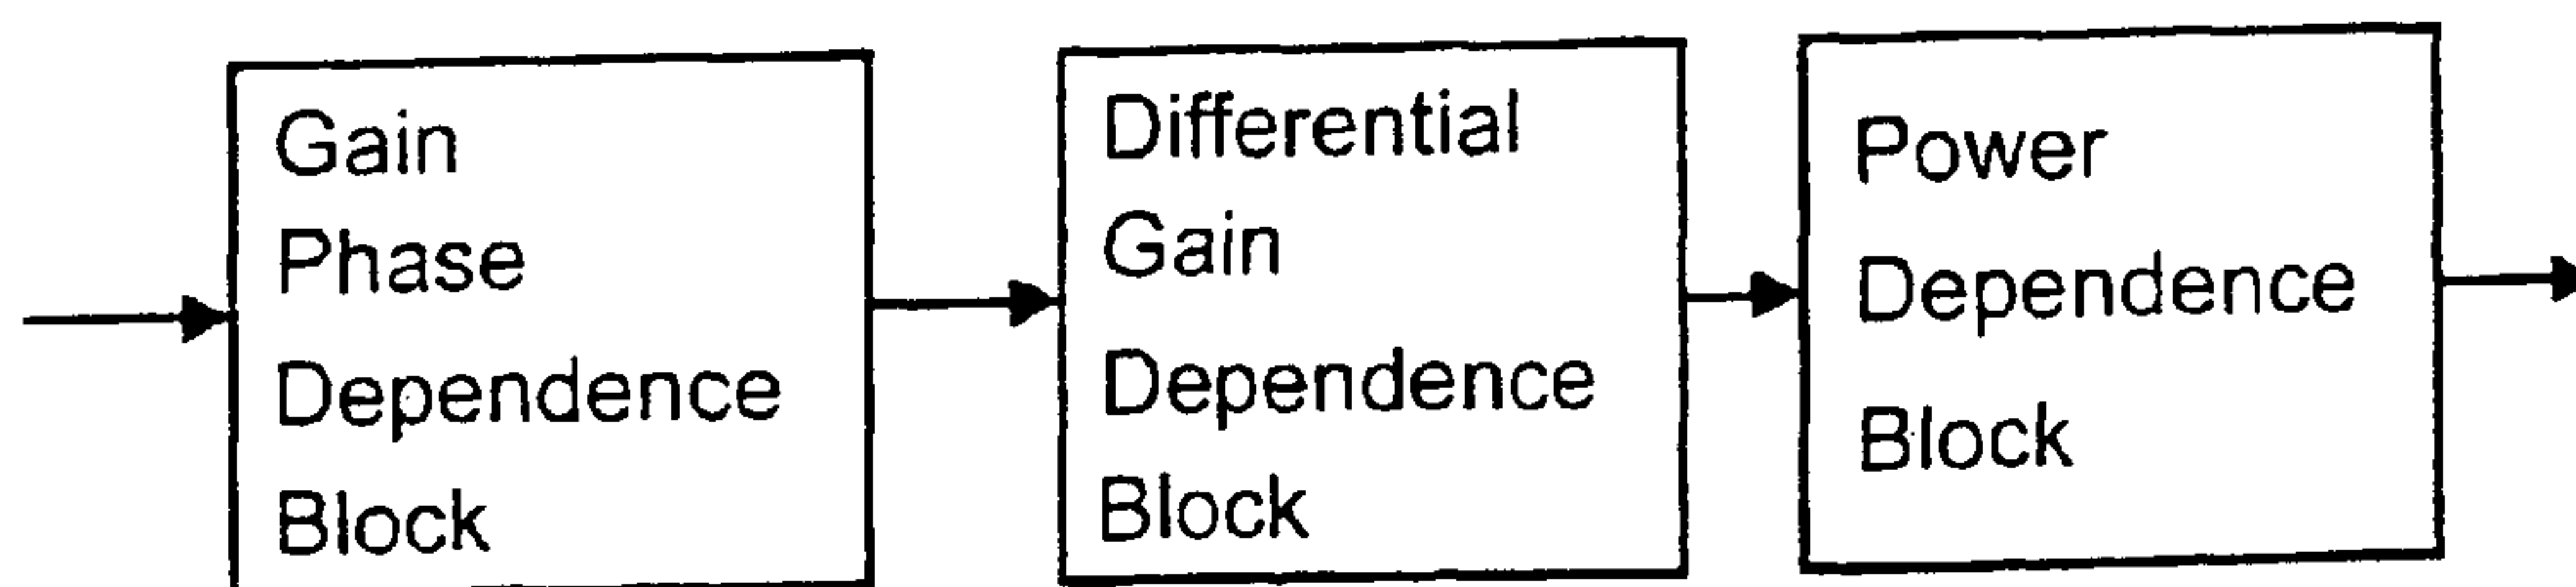 Gain
Phase
Dependence
Block
Differential
Gain
Dependence
Block
Power
Dependence
Block